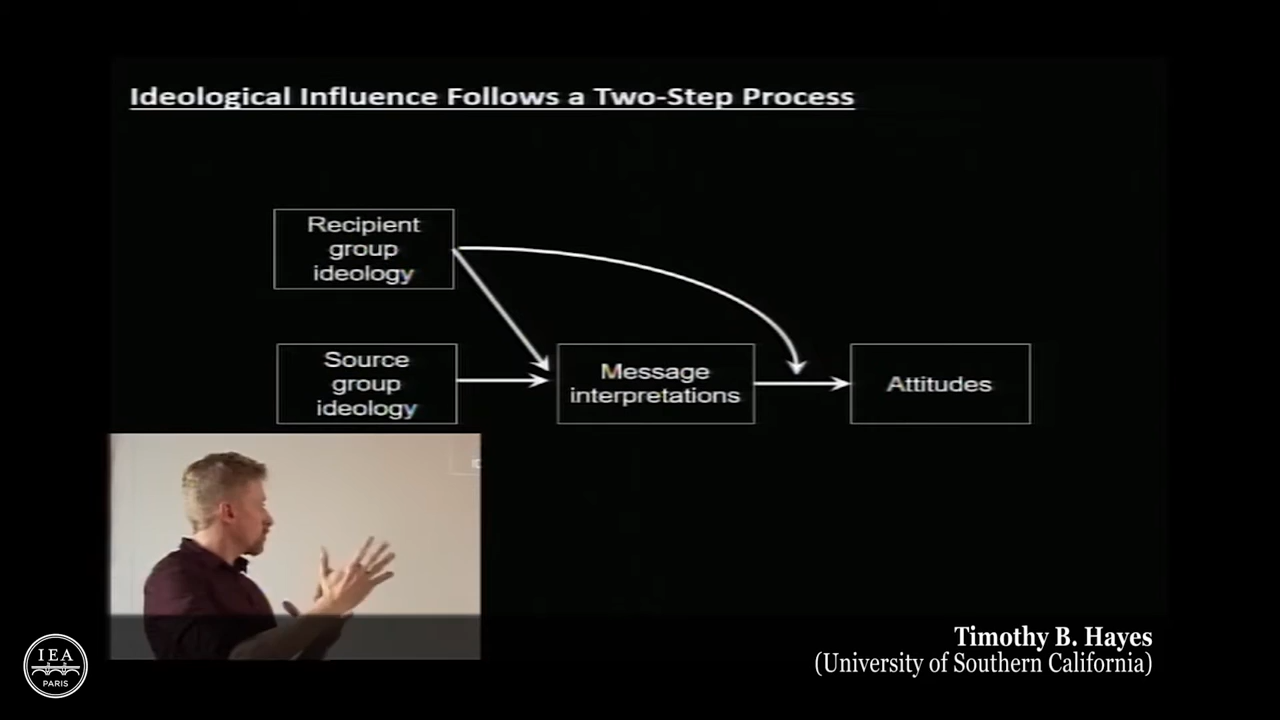 Ideological Influence Follows a Two-Step Process
Recipient
group
ideology
Source
group
ideology
Message
interpretations
Attitudes
Timothy B. Hayes
(University of Southern California)
IEA
PARIS